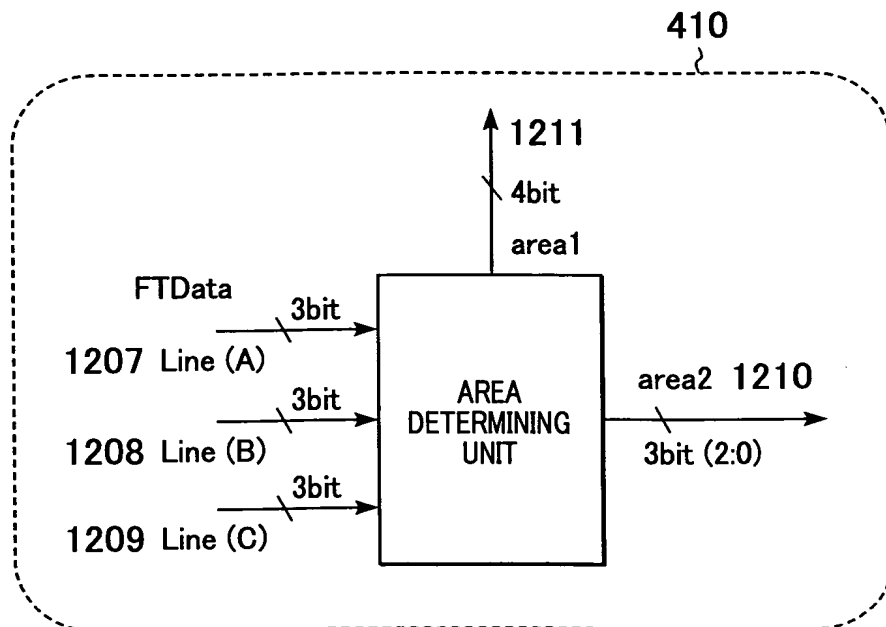 410
1211
4bit
area1
FTData
3bit
1207 Line (A)
3bit
1208 Line (B)
3bit
1209 Line (C)
AREA
DETERMINING
UNIT
area2 1210
3bit (2:0)